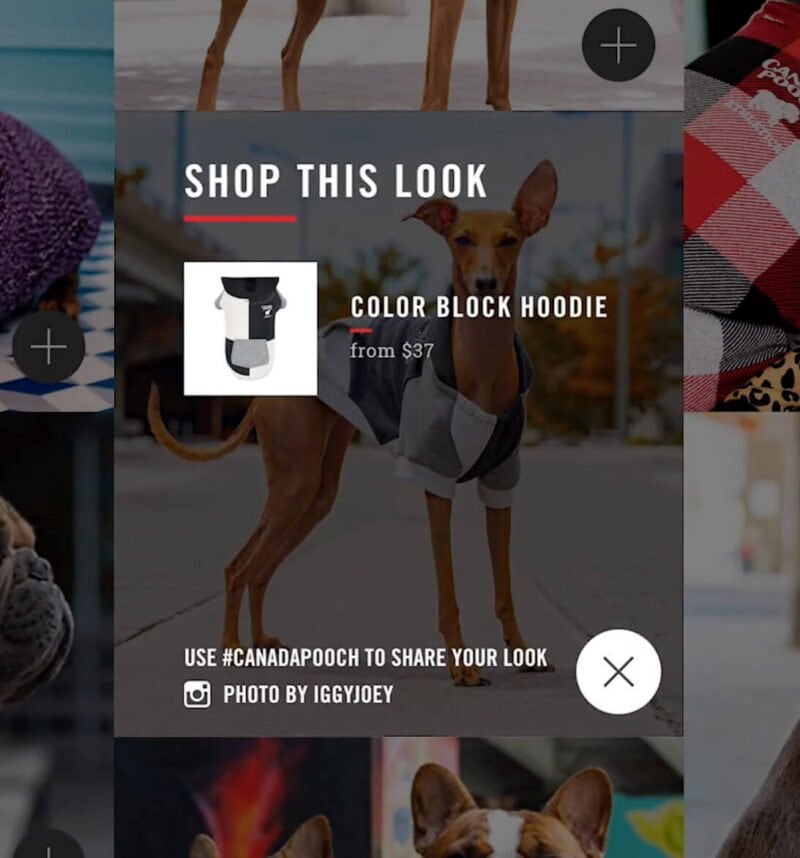 SHOP THIS LOOK
COLOR BLOCK HOODIE
from $37
USE #CANADAPOOCH TO SHARE YOUR LOOK
PHOTO BY IGGYJOEY